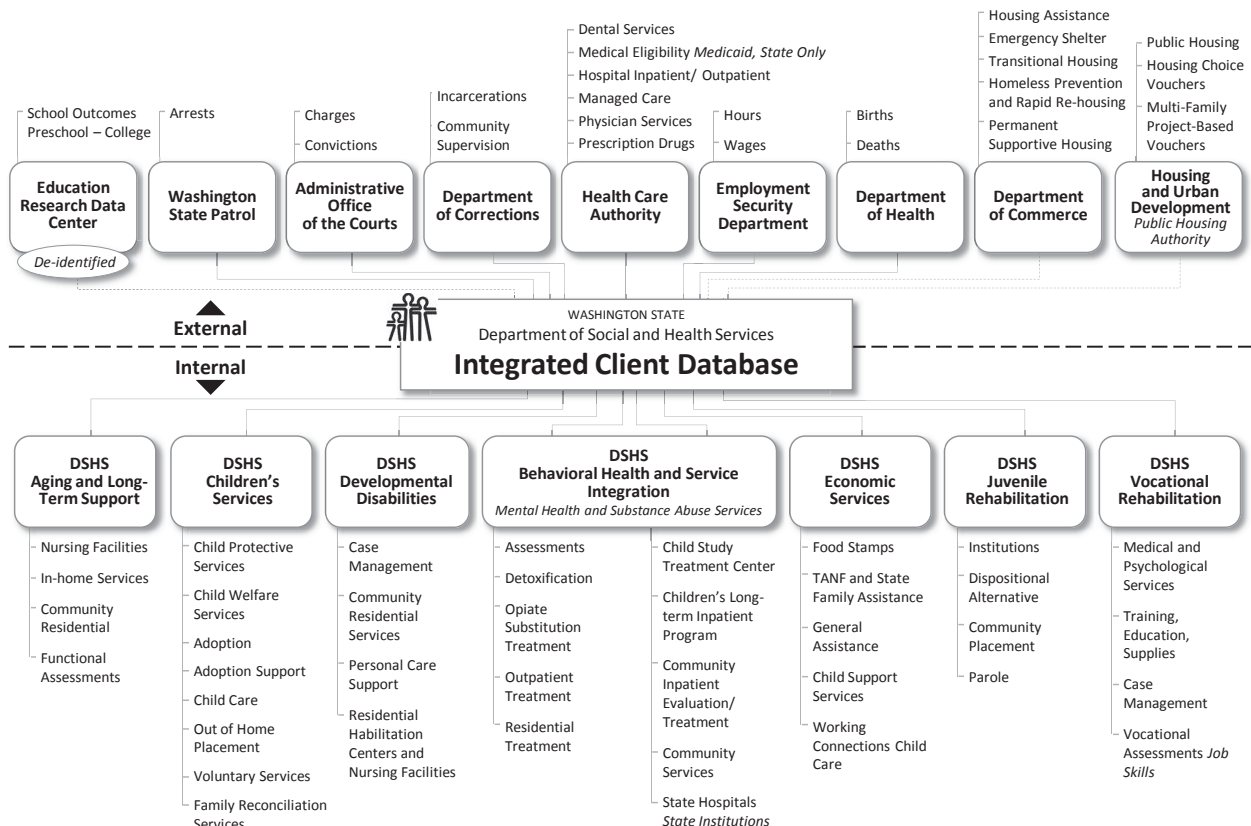 School Outcomes
Preschool – College
Education
Research Data
Center
De-identified
Arrests
Washington
State Patrol
Charges
Convictions
Administrative
Office
of the Courts
Incarcerations
Community
Supervision
Department
of Corrections
Dental Services
Medical Eligibility Medicaid, State Only
Hospital Inpatient/ Outpatient
Managed Care
Physician Services
Prescription Drugs
Health Care
Authority
Hours
Wages
Employment
Security
Department
Births
Deaths
Department
of Health
Housing Assistance
Emergency Shelter
Transitional Housing
Homeless Prevention
and Rapid Re-housing
Permanent
Supportive Housing
Department
of Commerce
Public Housing
Housing Choice
Vouchers
Multi-Family
Project-Based
Vouchers
Housing
and Urban
Development
Public Housing
Authority
External
Internal
WASHINGTON STATE
Department of Social and Health Services
Integrated Client Database
DSHS
Aging and Long-
Term Support
Nursing Facilities
In-home Services
Community
Residential
Functional
Assessments
DSHS
Children's
Services
Child Protective
Services
Child Welfare
Services
Adoption
Adoption Support
Child Care
Out of Home
Placement
Voluntary Services
Family Reconciliation
Services
DSHS
Developmental
Disabilities
Case
Management
Community
Residential
Services
Personal Care
Support
Residential
Habilitation
Centers and
Nursing Facilities
DSHS
Behavioral Health and Service
Integration
Mental Health and Substance Abuse Services
Assessments
Detoxification
Opiate
Substitution
Treatment
Outpatient
Treatment
Residential
Treatment
Child Study
Treatment Center
Children's Long-
term Inpatient
Program
Community
Inpatient
Evaluation/
Treatment
Community
Services
State Hospitals
State Institutions
DSHS
Economic
Services
Food Stamps
TANF and State
Family Assistance
General
Assistance
Child Support
Services
Working
Connections Child
Care
DSHS
Juvenile
Rehabilitation
Institutions
Dispositional
Alternative
Community
Placement
Parole
DSHS
Vocational
Rehabilitation
Medical and
Psychological
Services
Training,
Education,
Supplies
Case
Management
Vocational
Assessments Job
Skills